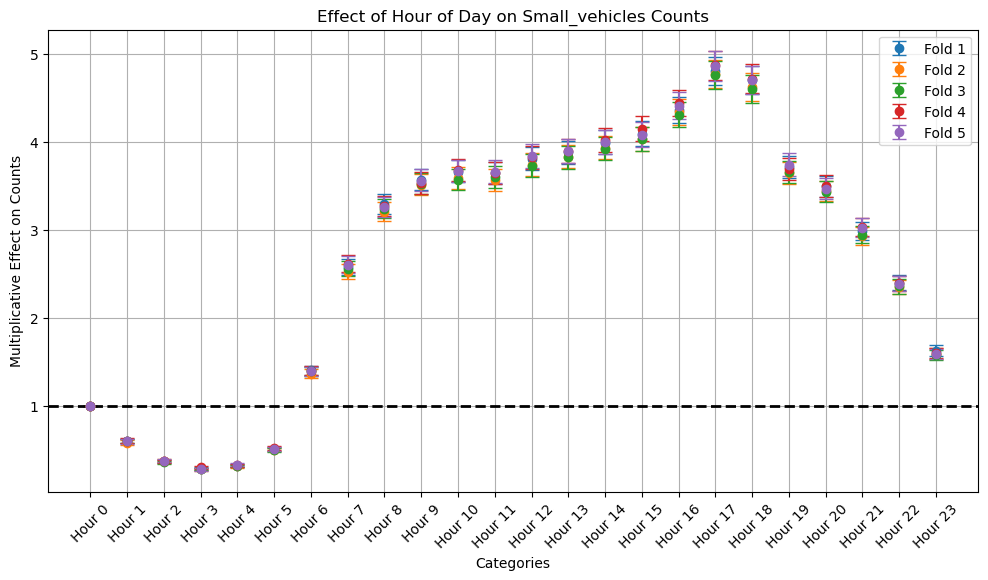 Effect of Hour of Day on Small_vehicles Counts
Multiplicative Effect on Counts
5
4
3
2
1
Fold 1
Fold 2
Fold 3
Fold 4
Fold 5
Hour 0
Hour 1
Hour 2
Hour 3
Hour 4
Hour 5
Hour 6
Hour 7
Hour 8
Hour 9
Hour 10
Hour 11
Hour 12
Hour 13
Hour 14
Hour 15
Hour 16
Hour 17
Hour 18
Hour 19
Hour 20
Hour 21
Hour 22
Hour 23
Categories